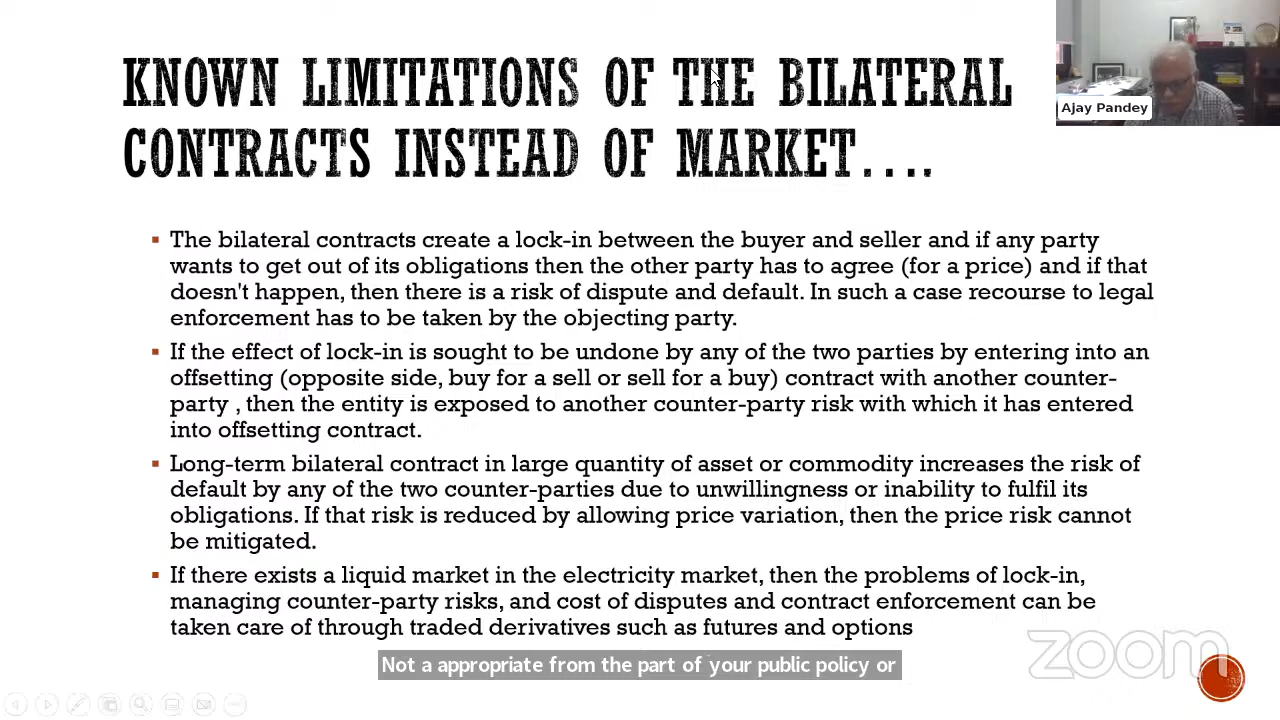 KNOWN LIMITATIONS OF THE BILATERAL
CONTRACTS INSTEAD OF MARKET....
Ajay Pandey
▪ The bilateral contracts create a lock-in between the buyer and seller and if any party
wants to get out of its obligations then the other party has to agree (for a price) and if that
doesn't happen, then there is a risk of dispute and default. In such a case recourse to legal
enforcement has to be taken by the objecting party.
▪ If the effect of lock-in is sought to be undone by any of the two parties by entering into an
offsetting (opposite side, buy for a sell or sell for a buy) contract with another counter-
party , then the entity is exposed to another counter-party risk with which it has entered
into offsetting contract.
▪ Long-term bilateral contract in large quantity of asset or commodity increases the risk of
default by any of the two counter-parties due to unwillingness or inability to fulfil its
obligations. If that risk is reduced by allowing price variation, then the price risk cannot
be mitigated.
▪ If there exists a liquid market in the electricity market, then the problems of lock-in,
managing counter-party risks, and cost of disputes and contract enforcement can be
taken care of through traded derivatives such as futures and options
Not a appropriate from the part of your public policy or
zoom